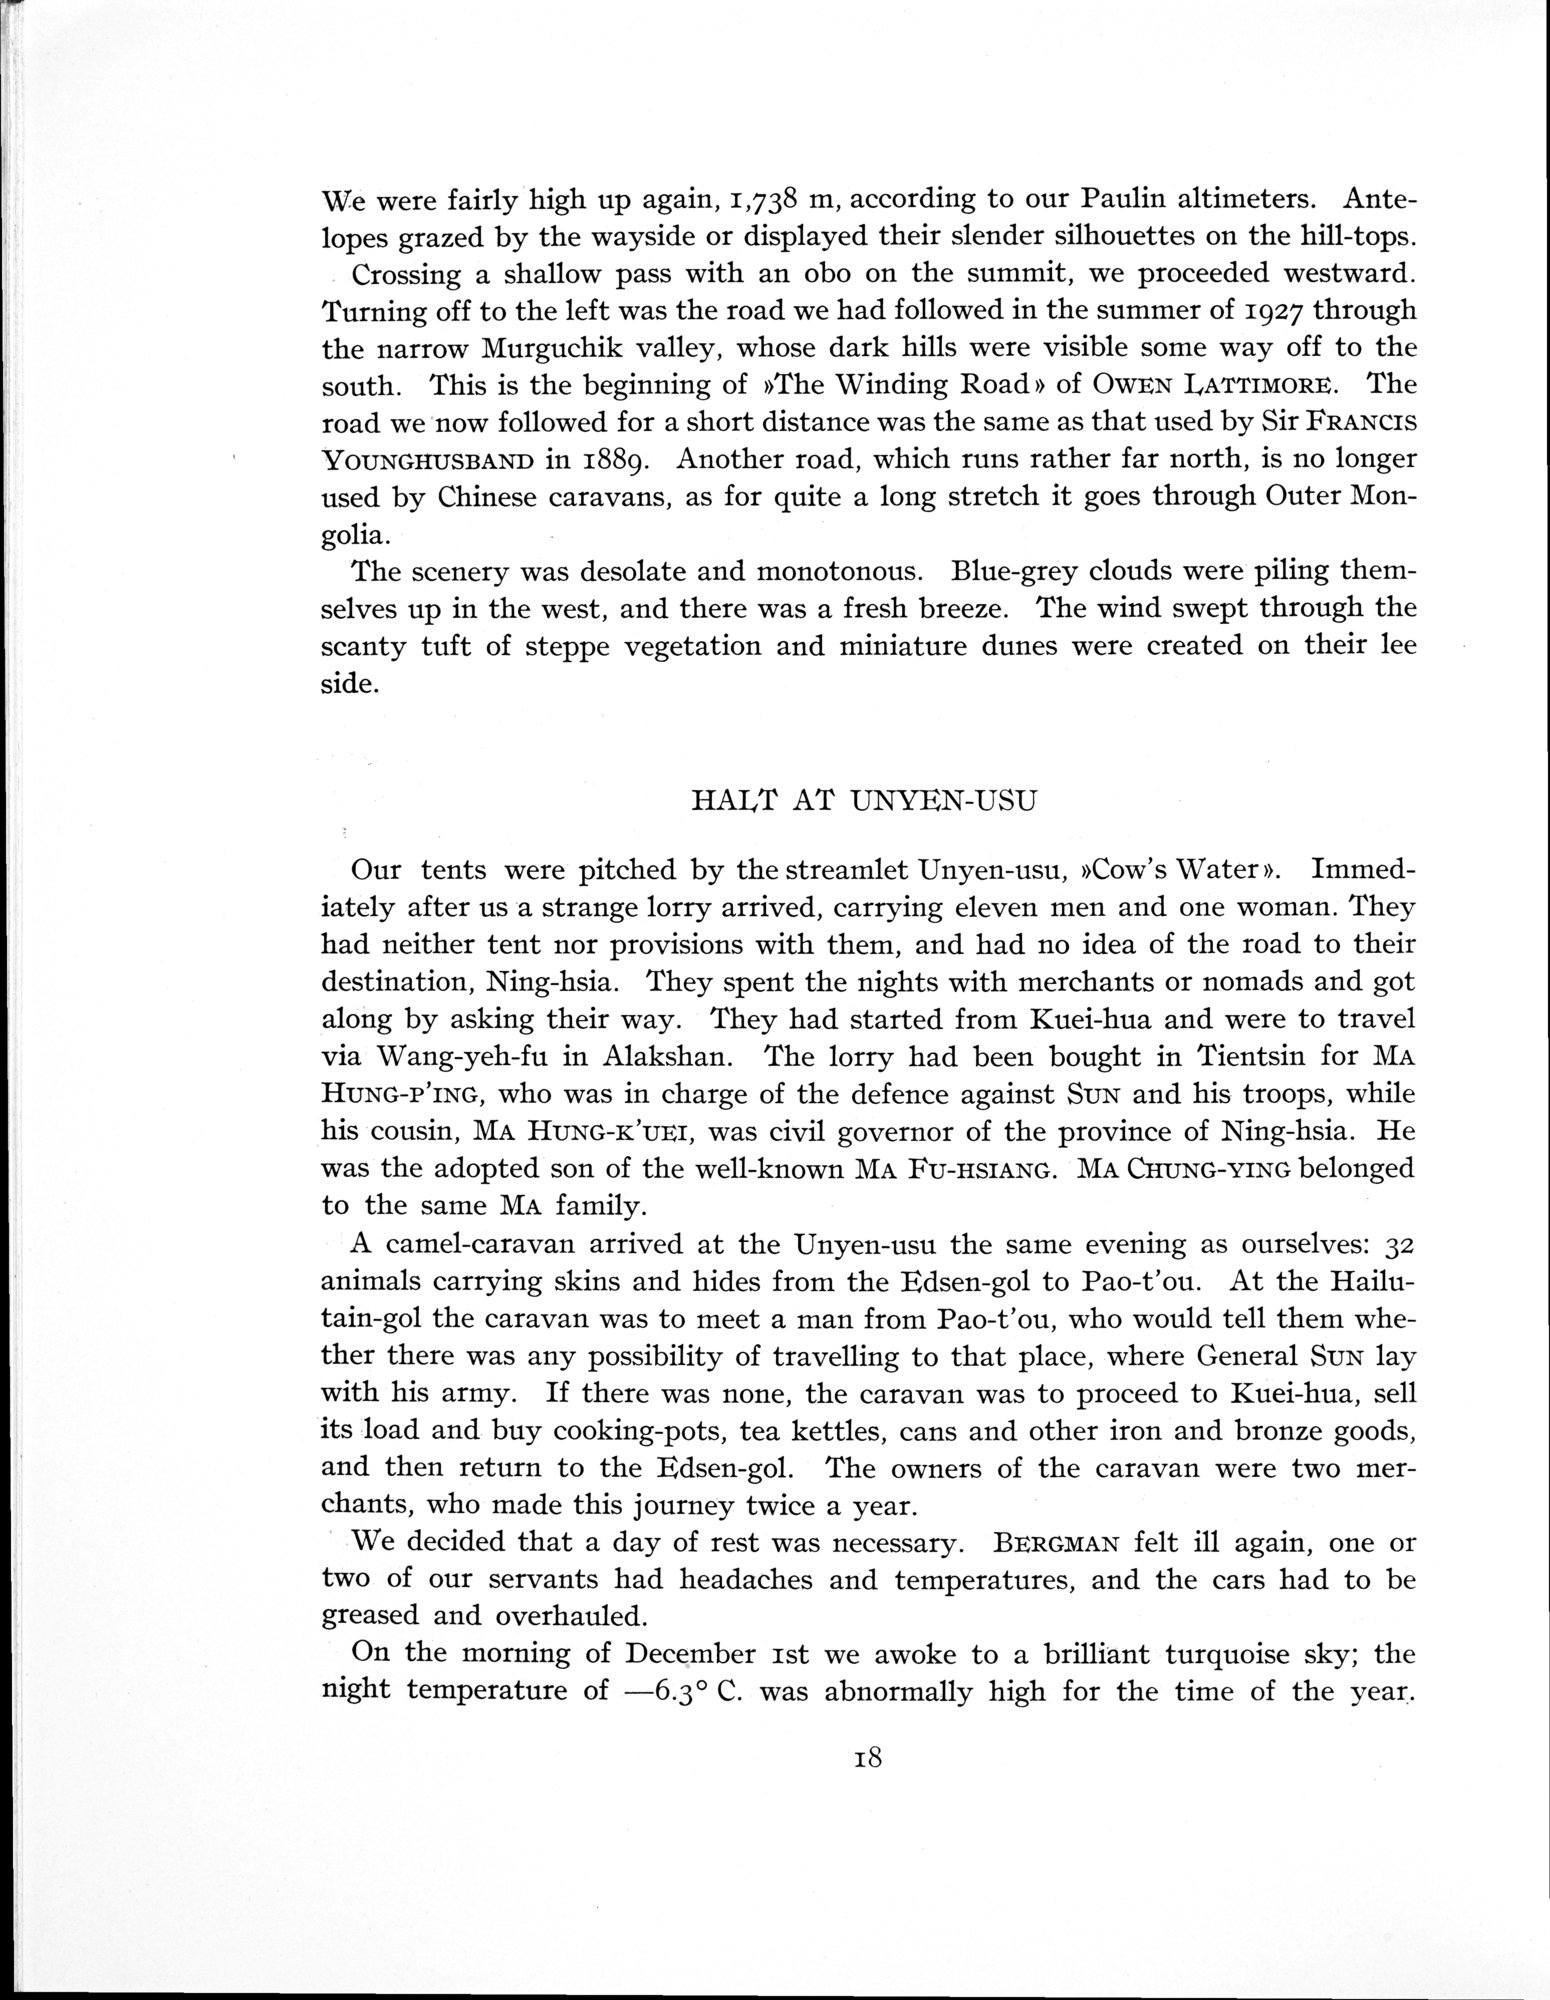 We were fairly high up again, 1,738 m, according to our Paulin altimeters. Ante-
lopes grazed by the wayside or displayed their slender silhouettes on the hill-tops.
Crossing a shallow pass with an obo on the summit, we proceeded westward.
Turning off to the left was the road we had followed in the summer of 1927 through
the narrow Murguchik valley, whose dark hills were visible some way off to the
south. This is the beginning of »The Winding Road» of OWEN LATTIMORE. The
road we now followed for a short distance was the same as that used by Sir FRANCIS
YOUNGHUSBAND in 1889. Another road, which runs rather far north, is no longer
used by Chinese caravans, as for quite a long stretch it goes through Outer Mon-
golia.
The scenery was desolate and monotonous. Blue-grey clouds were piling them-
selves up in the west, and there was a fresh breeze. The wind swept through the
scanty tuft of steppe vegetation and miniature dunes were created on their lee
side.
HALT AT UNYEN-USU
Our tents were pitched by the streamlet Unyen-usu, »Cow's Water». Immed-
iately after us a strange lorry arrived, carrying eleven men and one woman. They
had neither tent nor provisions with them, and had no idea of the road to their
destination, Ning-hsia. They spent the nights with merchants or nomads and got
along by asking their way. They had started from Kuei-hua and were to travel
via Wang-yeh-fu in Alakshan. The lorry had been bought in Tientsin for MA
HUNG-P'ING, who was in charge of the defence against SUN and his troops, while
his cousin, MA HUNG-K'UEI, was civil governor of the province of Ning-hsia. He
was the adopted son of the well-known MA FU-HSIANG. MA CHUNG-YING belonged
to the same MA family.
A camel-caravan arrived at the Unyen-usu the same evening as ourselves: 32
animals carrying skins and hides from the Edsen-gol to Pao-t'ou. At the Hailu-
tain-gol the caravan was to meet a man from Pao-t'ou, who would tell them whe-
ther there was any possibility of travelling to that place, where General SUN lay
with his army. If there was none, the caravan was to proceed to Kuei-hua, sell
its load and buy cooking-pots, tea kettles, cans and other iron and bronze goods,
and then return to the Edsen-gol. The owners of the caravan were two mer-
chants, who made this journey twice a year.
We decided that a day of rest was necessary. BERGMAN felt ill again, one or
two of our servants had headaches and temperatures, and the cars had to be
greased and overhauled.
On the morning of December 1st we awoke to a brilliant turquoise sky; the
night temperature of —6.3° C. was abnormally high for the time of the year.
18